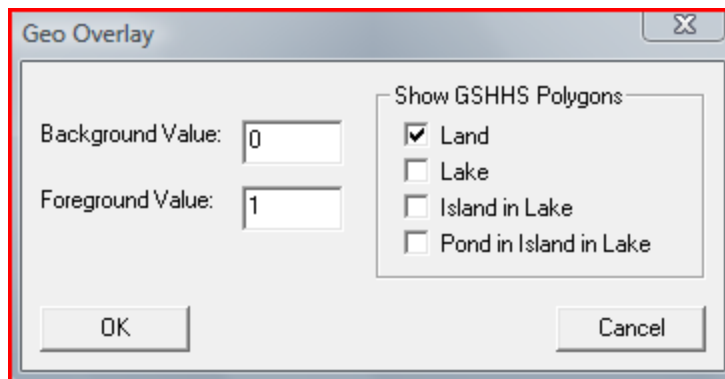 Geo Overlay
Background Value: 0
Foreground Value: 1
Show GSHHS Polygons
Land
Lake
Island in Lake
Pond in Island in Lake
OK
Cancel